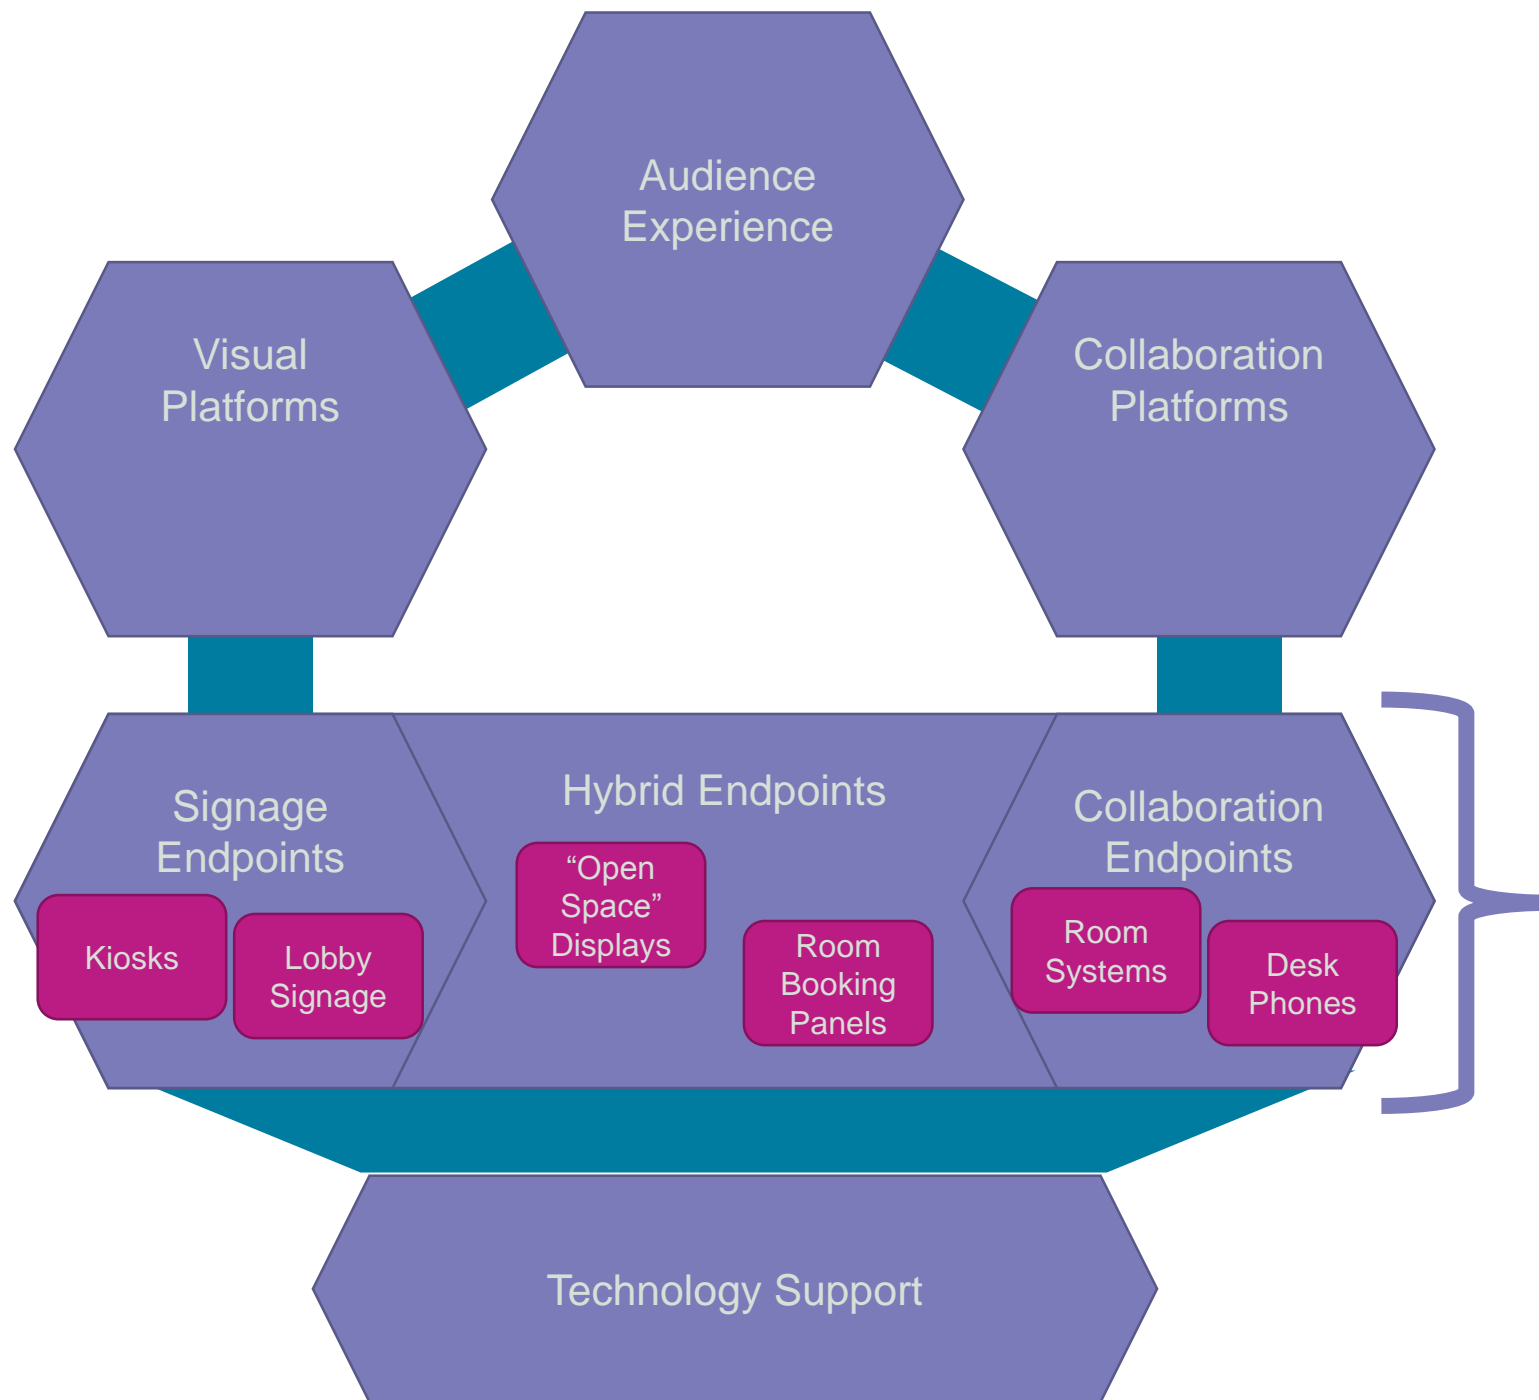 Audience
Experience
Visual
Platforms
Collaboration
Platforms
Signage
Endpoints
Kiosks
Lobby
Signage
Hybrid Endpoints
“Open
Space”
Displays
Room
Booking
Panels
Collaboration
Endpoints
Room
Systems
Desk
Phones
Technology Support